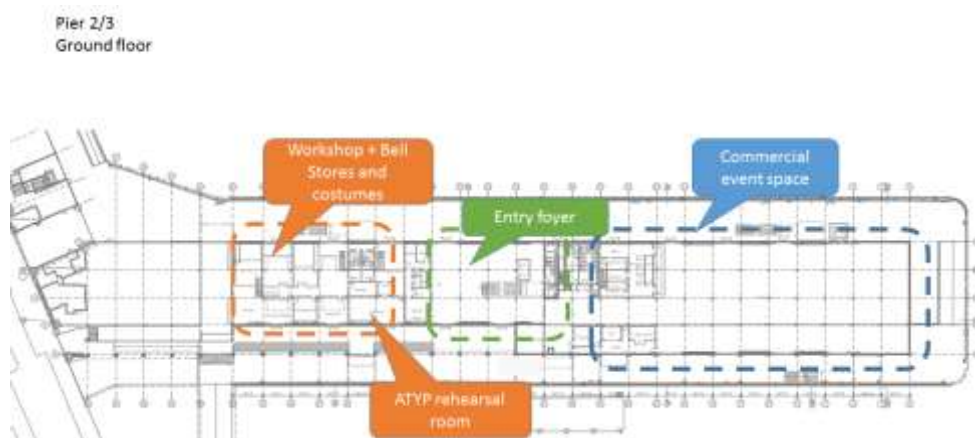 Pier 2/3
Ground floor
Workshop + Bell
Stores and
costumes
Commercial
event space
Entry foyer
ATYP rehearsal
room